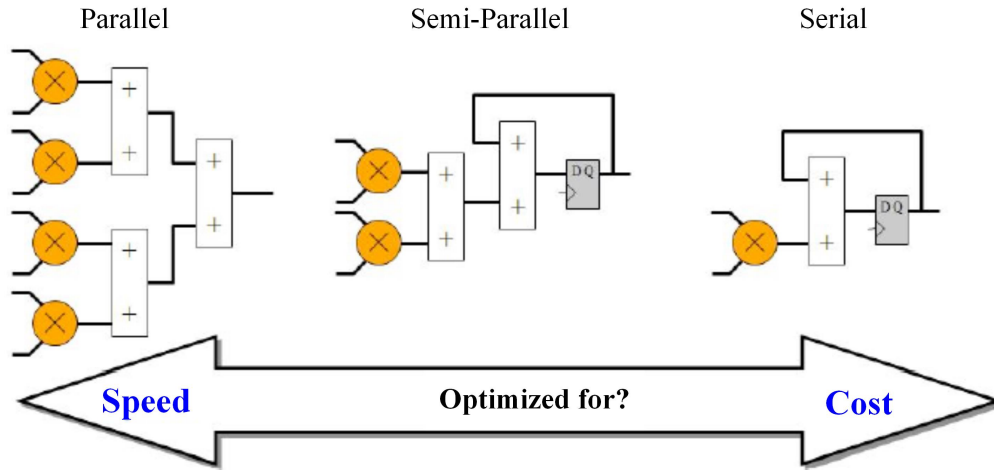 Parallel
Semi-Parallel
Serial
+
+
+
+
+
+
+
+
+
+
D Q
+
+
D Q
Speed
Optimized for?
Cost